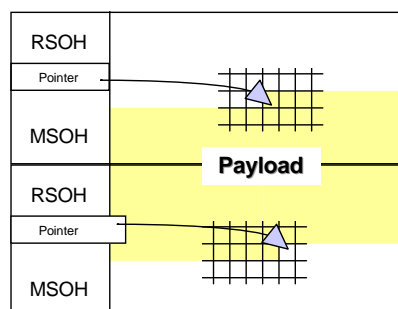 RSOH
Pointer
MSOH
Payload
RSOH
Pointer
MSOH